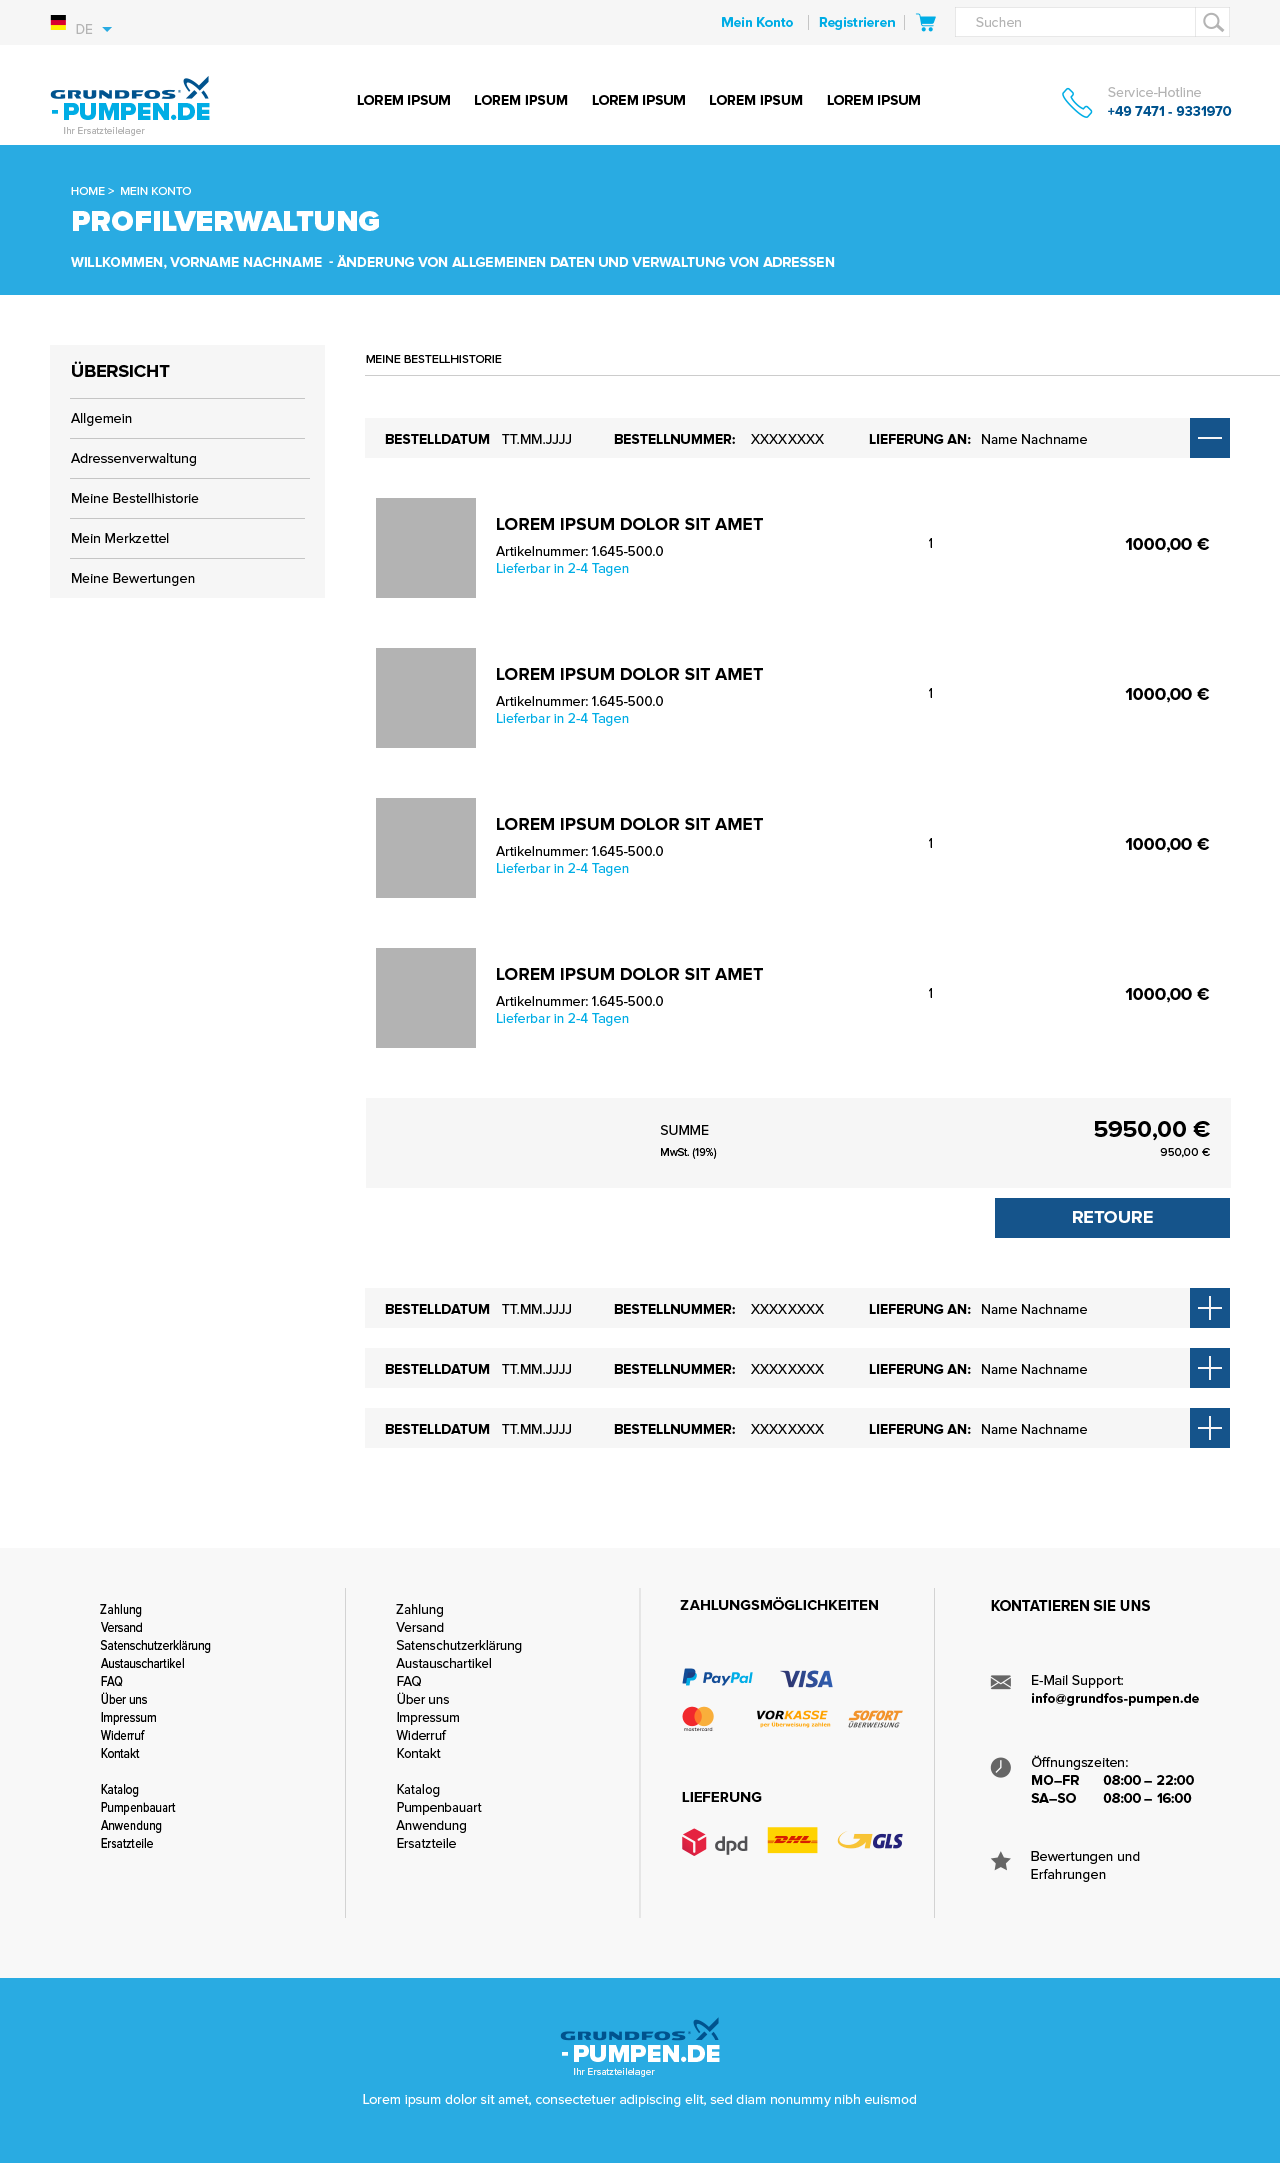 DE
Mein Konto | Registrieren
Suchen
GRUNDFOS
- PUMPEN.DE
Ihr Ersatzteilelager
LOREM IPSUM LOREM IPSUM LOREM IPSUM LOREM IPSUM LOREM IPSUM
Service-Hotline
+49 7471 - 9331970
HOME > MEIN KONTO
PROFILVERWALTUNG
WILLKOMMEN, VORNAME NACHNAME - ÄNDERUNG VON ALLGEMEINEN DATEN UND VERWALTUNG VON ADRESSEN
ÜBERSICHT
Allgemein
Adressenverwaltung
Meine Bestellhistorie
Mein Merkzettel
Meine Bewertungen
MEINE BESTELLHISTORIE
BESTELLDATUM TT.MM.JJJJ BESTELLNUMMER: XXXXXXXX LIEFERUNG AN: Name Nachname
LOREM IPSUM DOLOR SIT AMET
Artikelnummer: 1.645-500.0
Lieferbar in 2-4 Tagen
1
1000,00 €
LOREM IPSUM DOLOR SIT AMET
Artikelnummer: 1.645-500.0
Lieferbar in 2-4 Tagen
1
1000,00 €
LOREM IPSUM DOLOR SIT AMET
Artikelnummer: 1.645-500.0
Lieferbar in 2-4 Tagen
1
1000,00 €
LOREM IPSUM DOLOR SIT AMET
Artikelnummer: 1.645-500.0
Lieferbar in 2-4 Tagen
1
1000,00 €
SUMME 5950,00 €
MwSt. (19%) 950,00 €
RETOURE
BESTELLDATUM TT.MM.JJJJ BESTELLNUMMER: XXXXXXXX LIEFERUNG AN: Name Nachname
BESTELLDATUM TT.MM.JJJJ BESTELLNUMMER: XXXXXXXX LIEFERUNG AN: Name Nachname
BESTELLDATUM TT.MM.JJJJ BESTELLNUMMER: XXXXXXXX LIEFERUNG AN: Name Nachname
Zahlung
Versand
Satenschutzerklärung
Austauschartikel
FAQ
Über uns
Impressum
Widerruf
Kontakt
Katalog
Pumpenbauart
Anwendung
Ersatzteile
Zahlung
Versand
Satenschutzerklärung
Austauschartikel
FAQ
Über uns
Impressum
Widerruf
Kontakt
Katalog
Pumpenbauart
Anwendung
Ersatzteile
ZAHLUNGSMÖGLICHKEITEN
PayPal VISA
mastercard
VORKASSE
per Überweisung zahlen
SOFORT
ÜBERWEISUNG
LIEFERUNG
dpd DHL GLS
KONTATIEREN SIE UNS
E-Mail Support:
info@grundfos-pumpen.de
Öffnungszeiten:
MO–FR 08:00 – 22:00
SA–SO 08:00 – 16:00
Bewertungen und
Erfahrungen
GRUNDFOS
- PUMPEN.DE
Ihr Ersatzteilelager
Lorem ipsum dolor sit amet, consectetuer adipiscing elit, sed diam nonummy nibh euismod